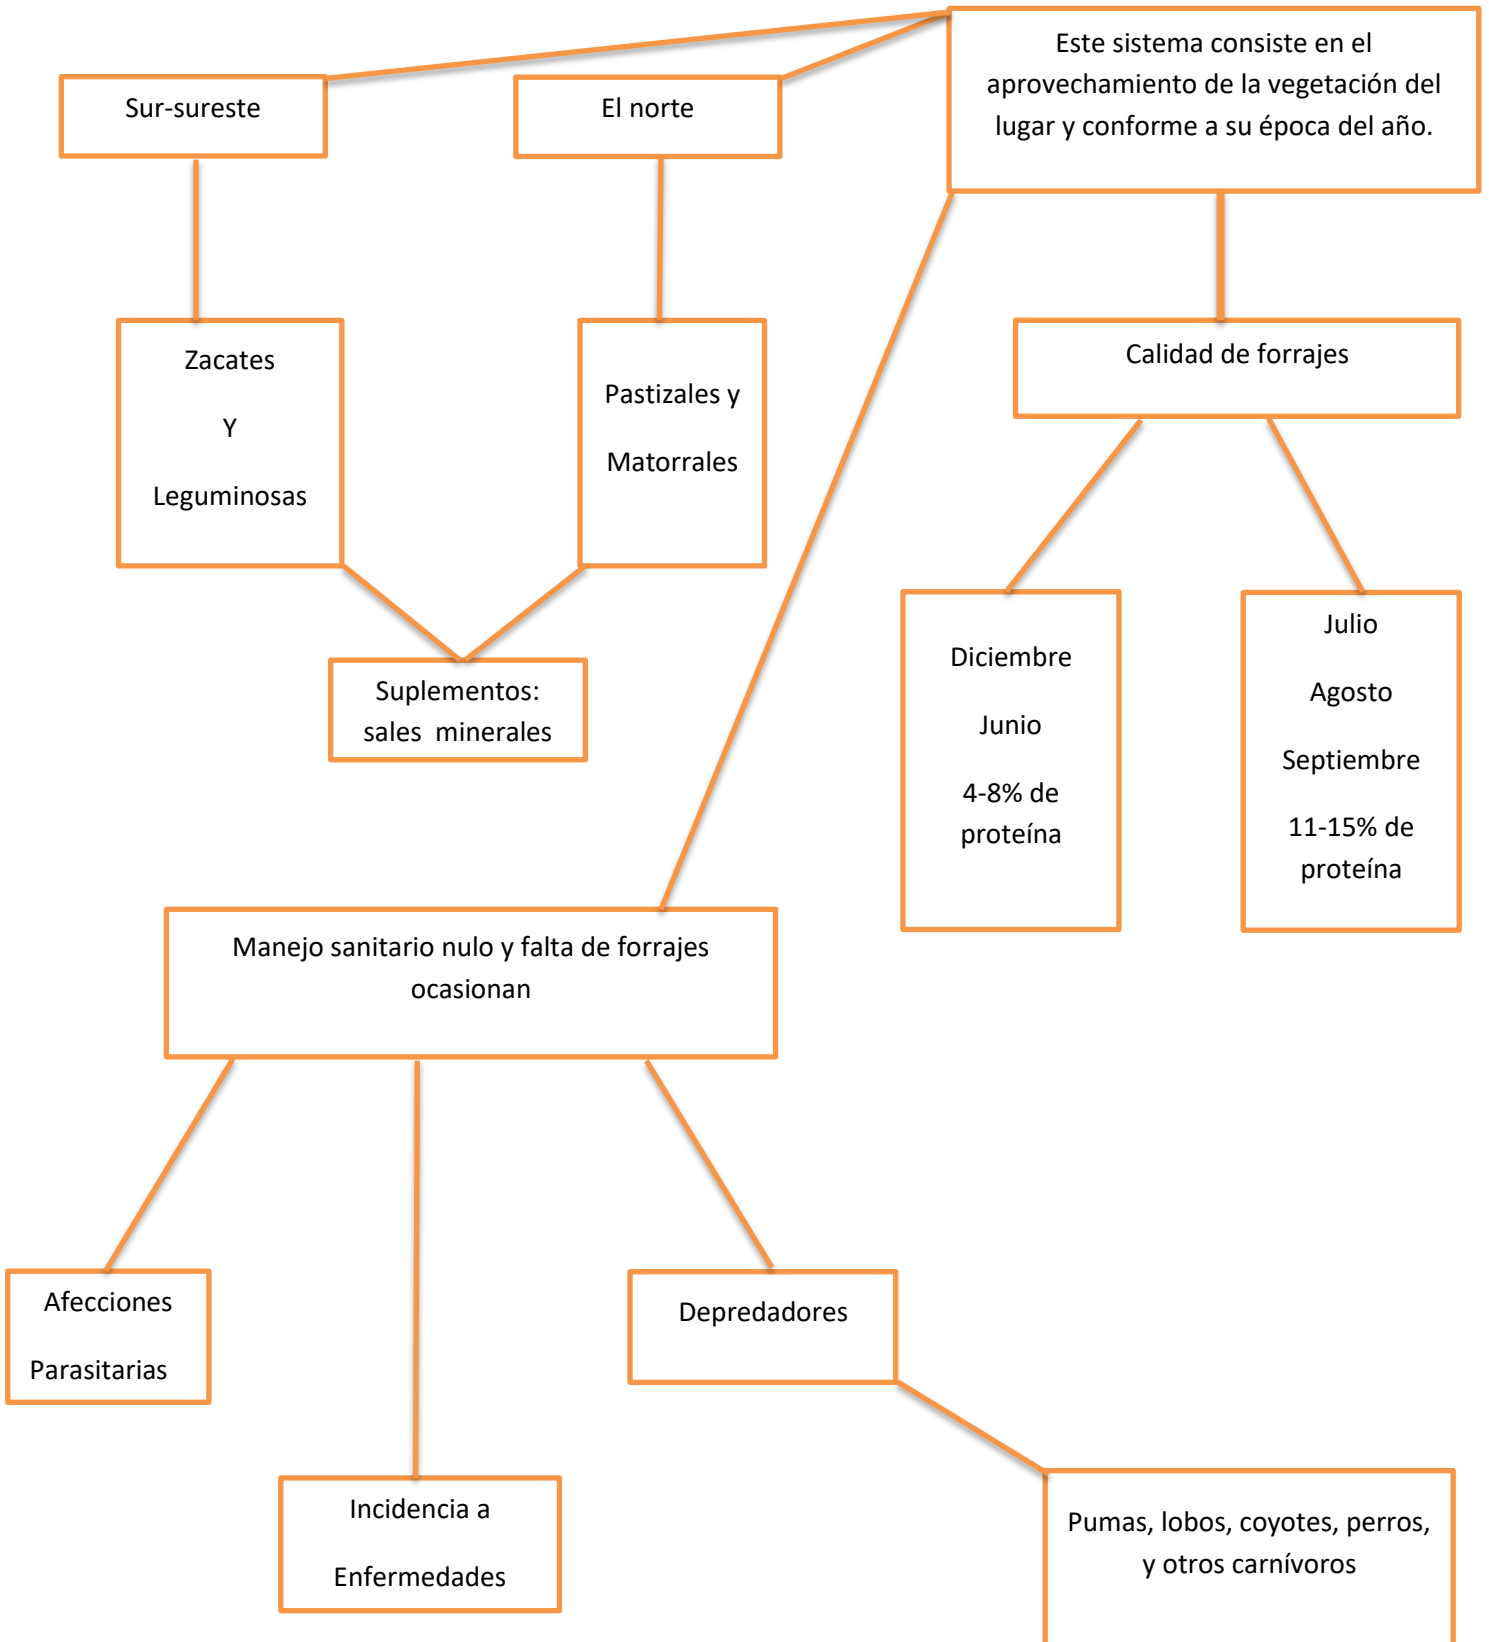 Este sistema consiste en el
aprovechamiento de la vegetación del
lugar y conforme a su época del año.
Sur-sureste
El norte
Zacates
Y
Leguminosas
Pastizales y
Matorrales
Calidad de forrajes
Suplementos:
sales minerales
Diciembre
Junio
4-8% de
proteína
Julio
Agosto
Septiembre
11-15% de
proteína
Manejo sanitario nulo y falta de forrajes
ocasionan
Afecciones
Parasitarias
Depredadores
Incidencia a
Enfermedades
Pumas, lobos, coyotes, perros,
y otros carnívoros